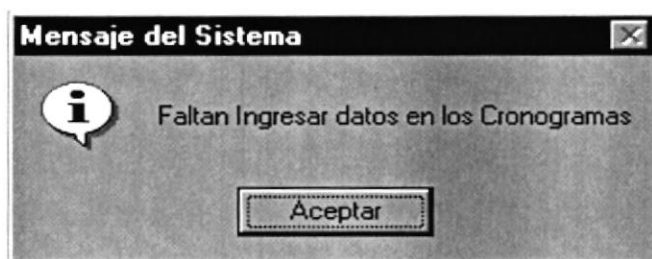 Mensaje del Sistema
Faltan Ingresar datos en los Cronogramas
Aceptar